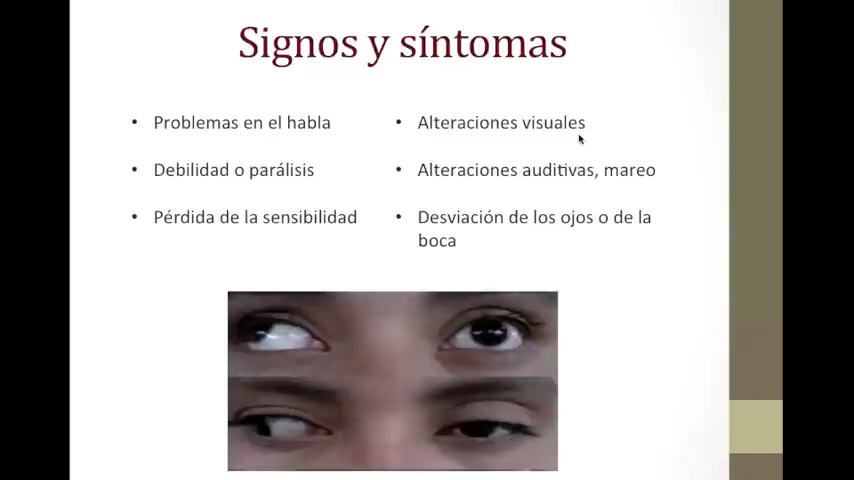 Signos y síntomas
• Problemas en el habla
• Debilidad o parálisis
• Pérdida de la sensibilidad
• Alteraciones visuales
• Alteraciones auditivas, mareo
• Desviación de los ojos o de la
boca